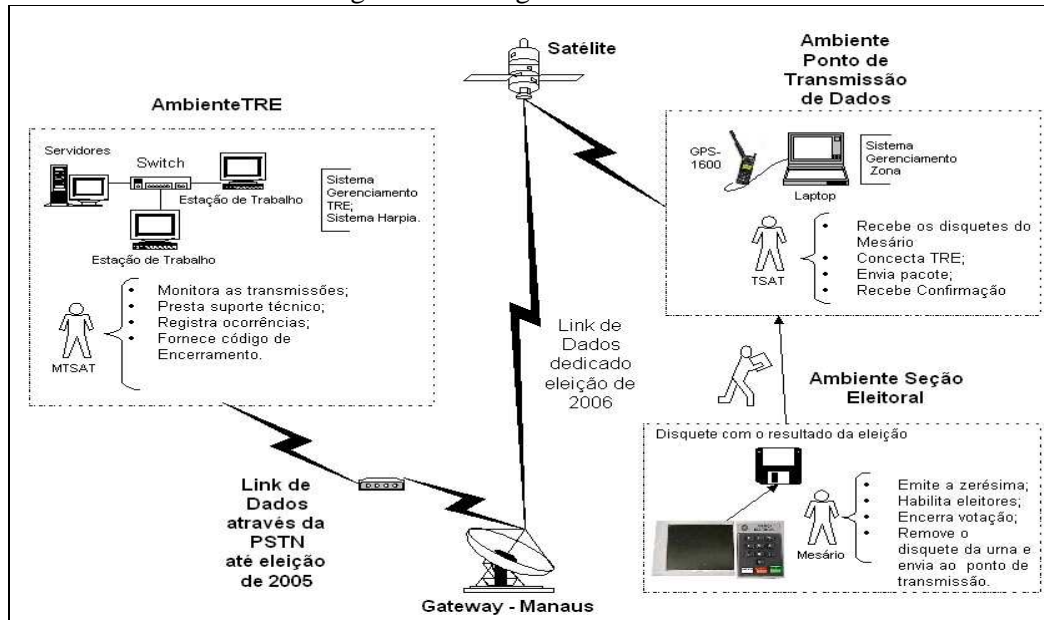 Satélite
Ambiente
Ponto de
Transmissão
de Dados
GPS-
1600
Laptop
Sistema
Gerenciamento
Zona
TSAT
• Recebe os disquetes do
Mesário
• Concecta TRE;
• Envia pacote;
• Recebe Confirmação
AmbienteTRE
Servidores
Switch
Estação de Trabalho
Estação de Trabalho
Sistema
Gerenciamento
TRE;
Sistema Harpia.
MTSAT
• Monitora as transmissões;
• Presta suporte técnico;
• Registra ocorrências;
• Fornece código de
Encerramento.
Link de
Dados
dedicado
eleição de
2006
Ambiente Seção
Eleitoral
Disquete com o resultado da eleição
Mesário
• Emite a zerésima;
• Habilita eleitores;
• Encerra votação;
• Remove o
disquete da urna e
envia ao ponto de
transmissão.
Link de
Dados
através da
PSTN
até eleição
de 2005
Gateway - Manaus